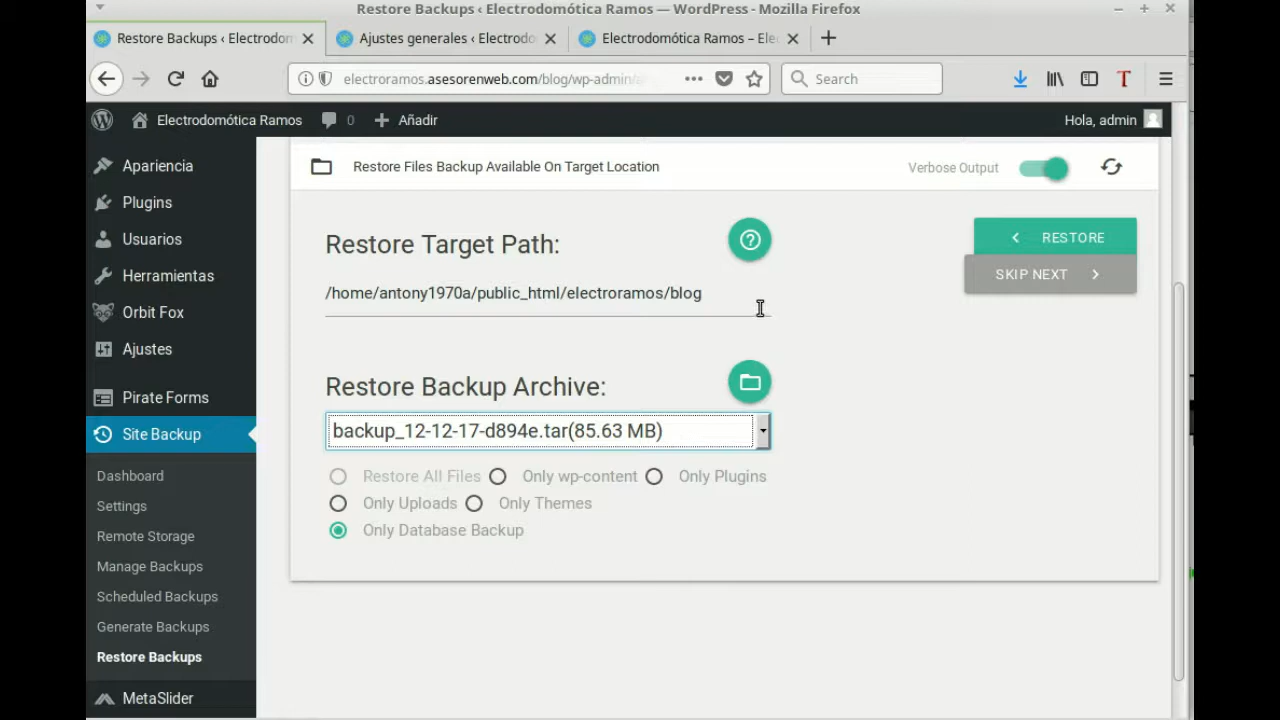 Restore Backups ‹ Electrodomótica Ramos — WordPress - Mozilla Firefox
Restore Backups ‹ Electrodom
Ajustes generales ‹ Electrodo
Electrodomótica Ramos – Ele
electroramos.asesorenweb.com/blog/wp-admin/
Search
Electrodomótica Ramos
0
Añadir
Hola, admin
Apariencia
Plugins
Usuarios
Herramientas
Orbit Fox
Ajustes
Pirate Forms
Site Backup
Dashboard
Settings
Remote Storage
Manage Backups
Scheduled Backups
Generate Backups
Restore Backups
MetaSlider
Restore Files Backup Available On Target Location
Verbose Output
Restore Target Path:
/home/antony1970a/public_html/electroramos/blog
RESTORE
SKIP NEXT
Restore Backup Archive:
backup_12-12-17-d894e.tar(85.63 MB)
Restore All Files Only wp-content Only Plugins
Only Uploads Only Themes
Only Database Backup